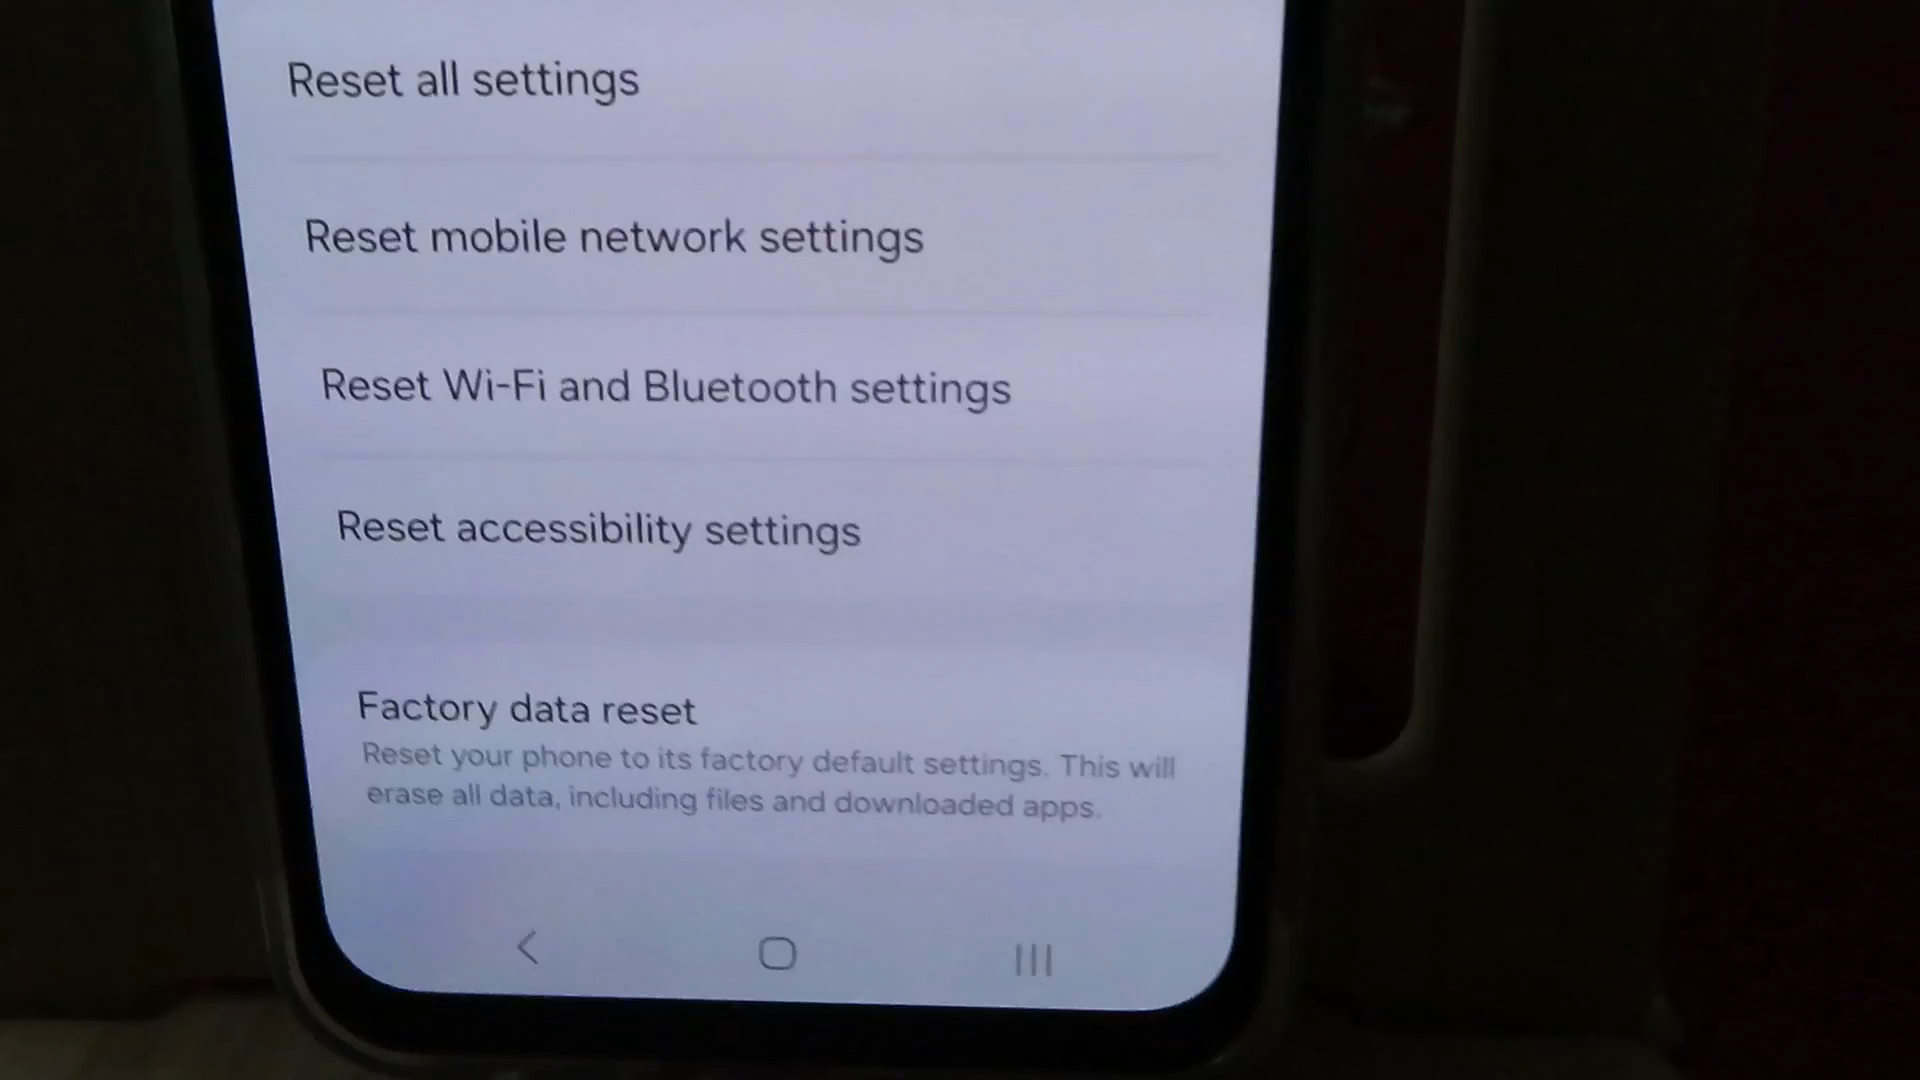 Reset all settings
Reset mobile network settings
Reset Wi-Fi and Bluetooth settings
Reset accessibility settings
Factory data reset
Reset your phone to its factory default settings. This will
erase all data, including files and downloaded apps.